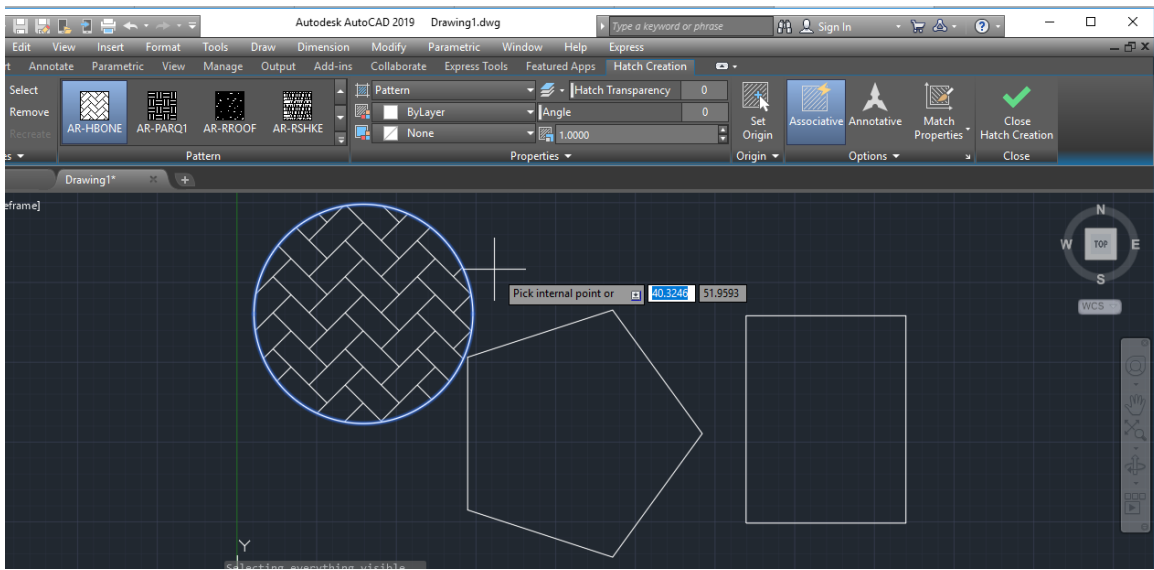 Autodesk AutoCAD 2019 Drawing1.dwg Type a keyword or phrase Sign In
Edit View Insert Format Tools Draw Dimension Modify Parametric Window Help Express
rt Annotate Parametric View Manage Output Add-ins Collaborate Express Tools Featured Apps Hatch Creation
Select
Remove
Recreate
AR-HBONE AR-PARQ1 AR-RROOF AR-RSHKE
Pattern Hatch Transparency 0
ByLayer Angle 0
None 1.0000
Set Origin
Associative
Annotative
Match Properties
Close Hatch Creation
es Pattern Properties Origin Options Close
Drawing1*
eframe]
N
W TOP E
S
WCS
Pick internal point or 40.3246 51.9593
Y
Selecting everything visible...